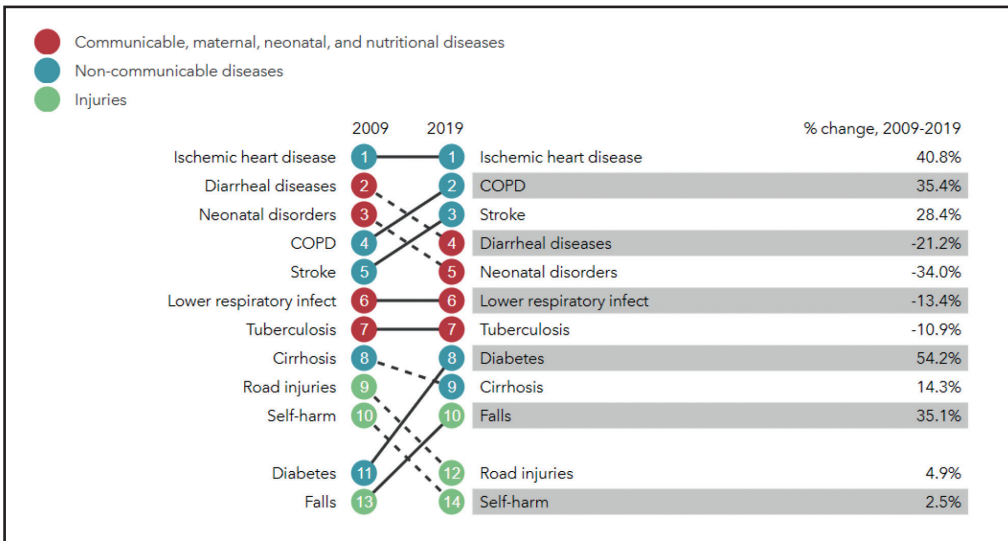 Communicable, maternal, neonatal, and nutritional diseases
Non-communicable diseases
Injuries
2009 2019 % change, 2009-2019
Ischemic heart disease 1 1 Ischemic heart disease 40.8%
Diarrheal diseases 2 2 COPD 35.4%
Neonatal disorders 3 3 Stroke 28.4%
COPD 4 4 Diarrheal diseases -21.2%
Stroke 5 5 Neonatal disorders -34.0%
Lower respiratory infect 6 6 Lower respiratory infect -13.4%
Tuberculosis 7 7 Tuberculosis -10.9%
Cirrhosis 8 8 Diabetes 54.2%
Road injuries 9 9 Cirrhosis 14.3%
Self-harm 10 10 Falls 35.1%
Diabetes 11 12 Road injuries 4.9%
Falls 13 14 Self-harm 2.5%